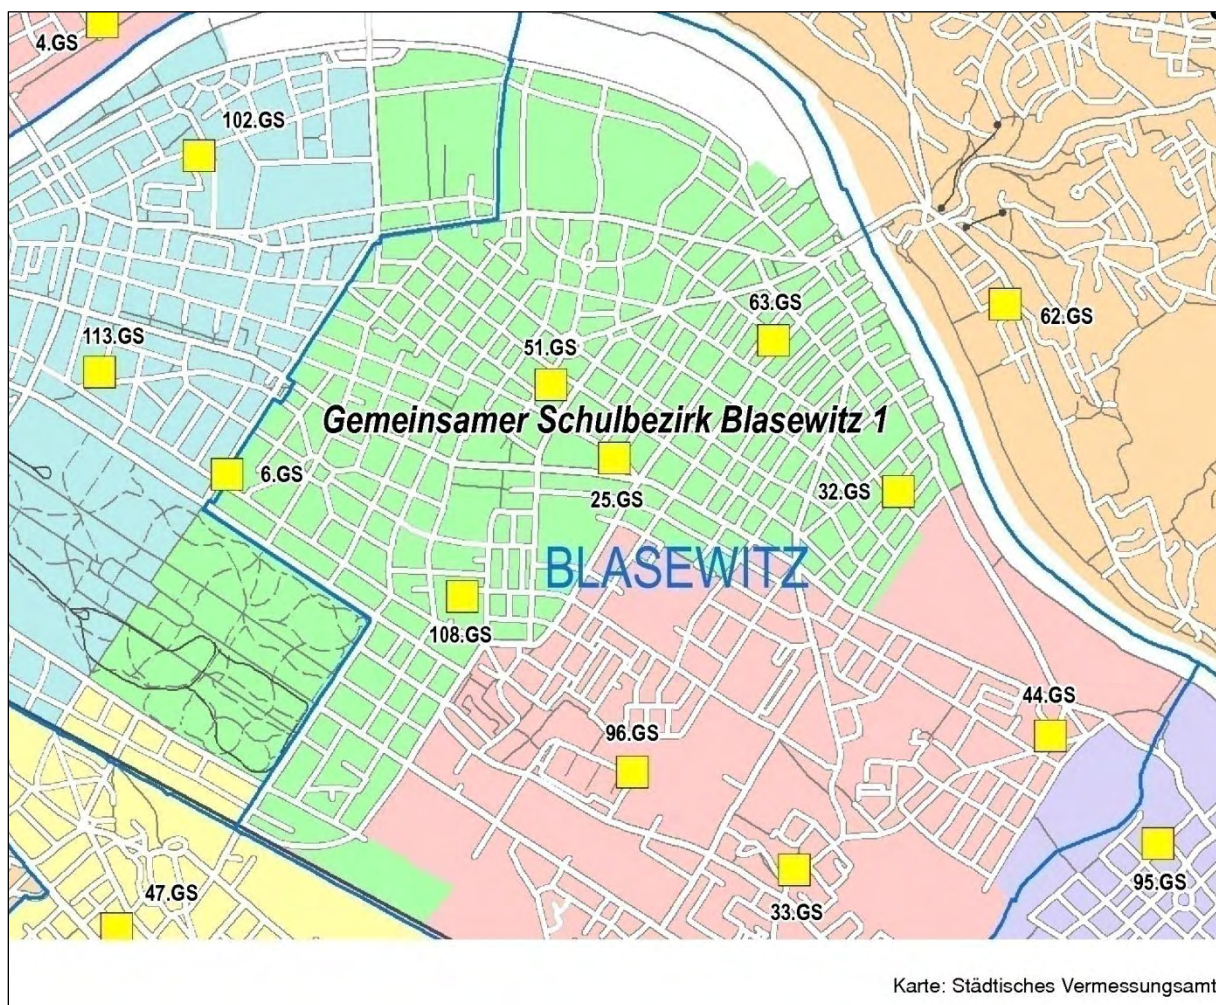 4.GS
102.GS
63.GS
62.GS
113.GS
51.GS
Gemeinsamer Schulbezirk Blasewitz 1
6.GS
25.GS
32.GS
BLASEWITZ
108.GS
44.GS
96.GS
47.GS
33.GS
95.GS
Karte: Städtisches Vermessungsamt